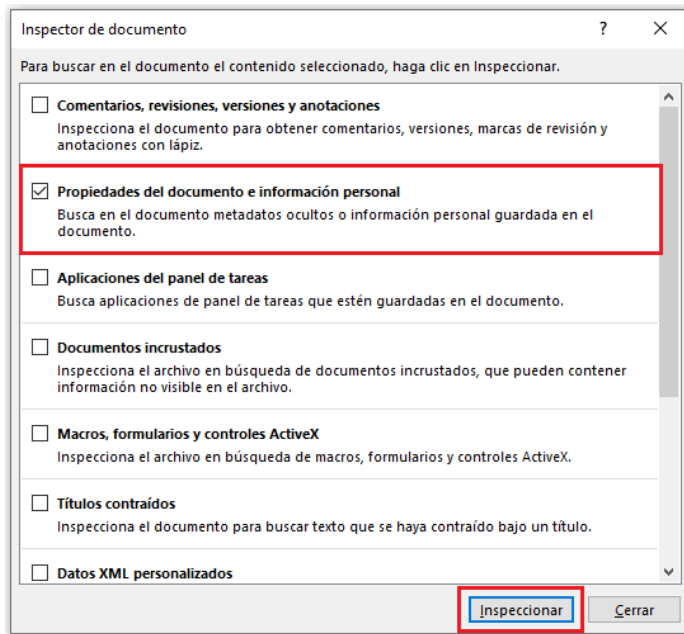 Inspector de documento
?
Para buscar en el documento el contenido seleccionado, haga clic en Inspeccionar.
Comentarios, revisiones, versiones y anotaciones
Inspecciona el documento para obtener comentarios, versiones, marcas de revisión y
anotaciones con lápiz.
Propiedades del documento e información personal
Busca en el documento metadatos ocultos o información personal guardada en el
documento.
Aplicaciones del panel de tareas
Busca aplicaciones de panel de tareas que estén guardadas en el documento.
Documentos incrustados
Inspecciona el archivo en búsqueda de documentos incrustados, que pueden contener
información no visible en el archivo.
Macros, formularios y controles ActiveX
Inspecciona el archivo en búsqueda de macros, formularios y controles ActiveX.
Títulos contraídos
Inspecciona el documento para buscar texto que se haya contraído bajo un título.
Datos XML personalizados
Inspeccionar Cerrar